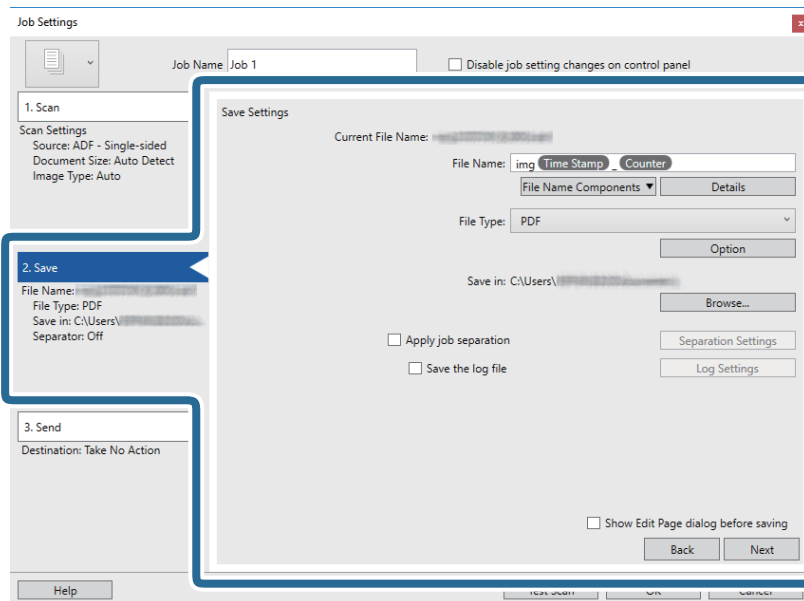 Job Settings
x
Job Name Job 1
Disable job setting changes on control panel
1. Scan
Scan Settings
Source: ADF - Single-sided
Document Size: Auto Detect
Image Type: Auto
2. Save
File Name:
File Type: PDF
Save in: C:\Users\
Separator: Off
3. Send
Destination: Take No Action
Save Settings
Current File Name:
File Name: img Time Stamp _ Counter
File Name Components ▼ Details
File Type: PDF
Option
Save in: C:\Users\
Browse...
Apply job separation Separation Settings
Save the log file Log Settings
Show Edit Page dialog before saving
Back Next
Help Test Scan OK Cancel